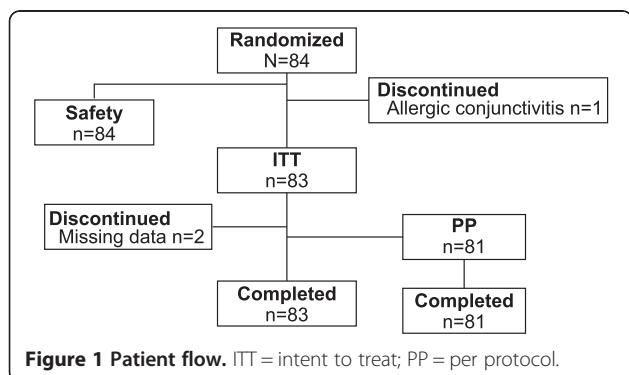 Randomized
N=84
Discontinued
Allergic conjunctivitis n=1
Safety
n=84
ITT
n=83
Discontinued
Missing data n=2
PP
n=81
Completed
n=83
Completed
n=81
Figure 1 Patient flow. ITT = intent to treat; PP = per protocol.